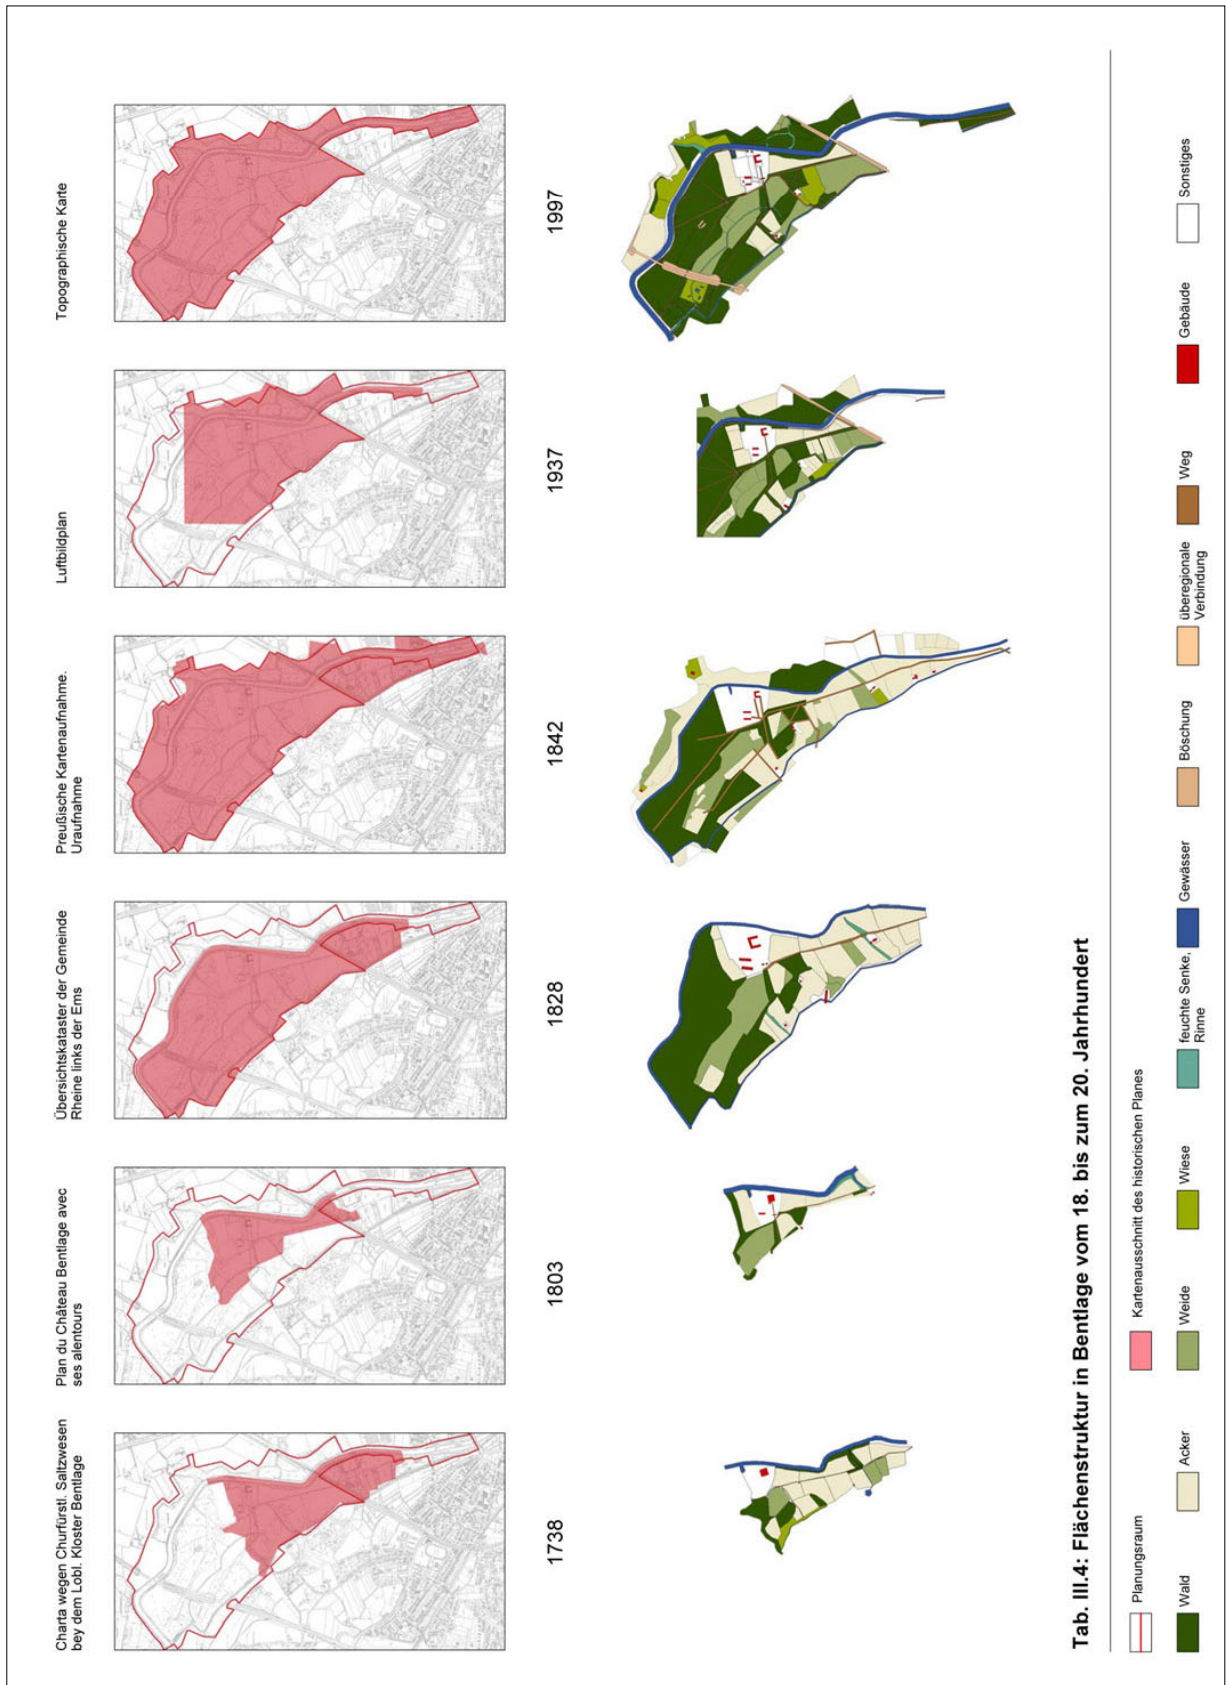 Charta wegen Churfürstl. Saltzwesen
bey dem Lobl. Kloster Bentlage
Plan du Château Bentlage avec
ses alentours
Übersichtskataster der Gemeinde
Rheine links der Ems
Preußische Kartenaufnahme.
Uraufnahme
Luftbildplan
Topographische Karte
1738
1803
1828
1842
1937
1997
Tab. III.4: Flächenstruktur in Bentlage vom 18. bis zum 20. Jahrhundert
Planungsraum
Kartenausschnitt des historischen Planes
Wald
Acker
Weide
Wiese
feuchte Senke,
Rinne
Gewässer
Böschung
überegionale
Verbindung
Weg
Gebäude
Sonstiges